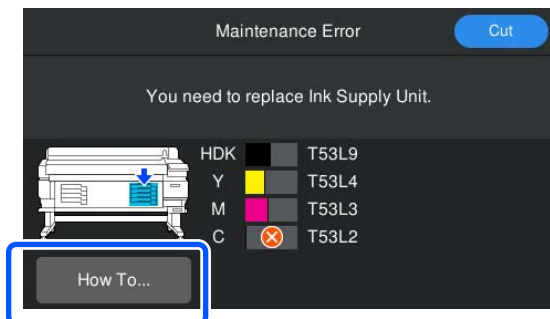 Maintenance Error
Cut
You need to replace Ink Supply Unit.
HDK T53L9
Y T53L4
M T53L3
C T53L2
How To...